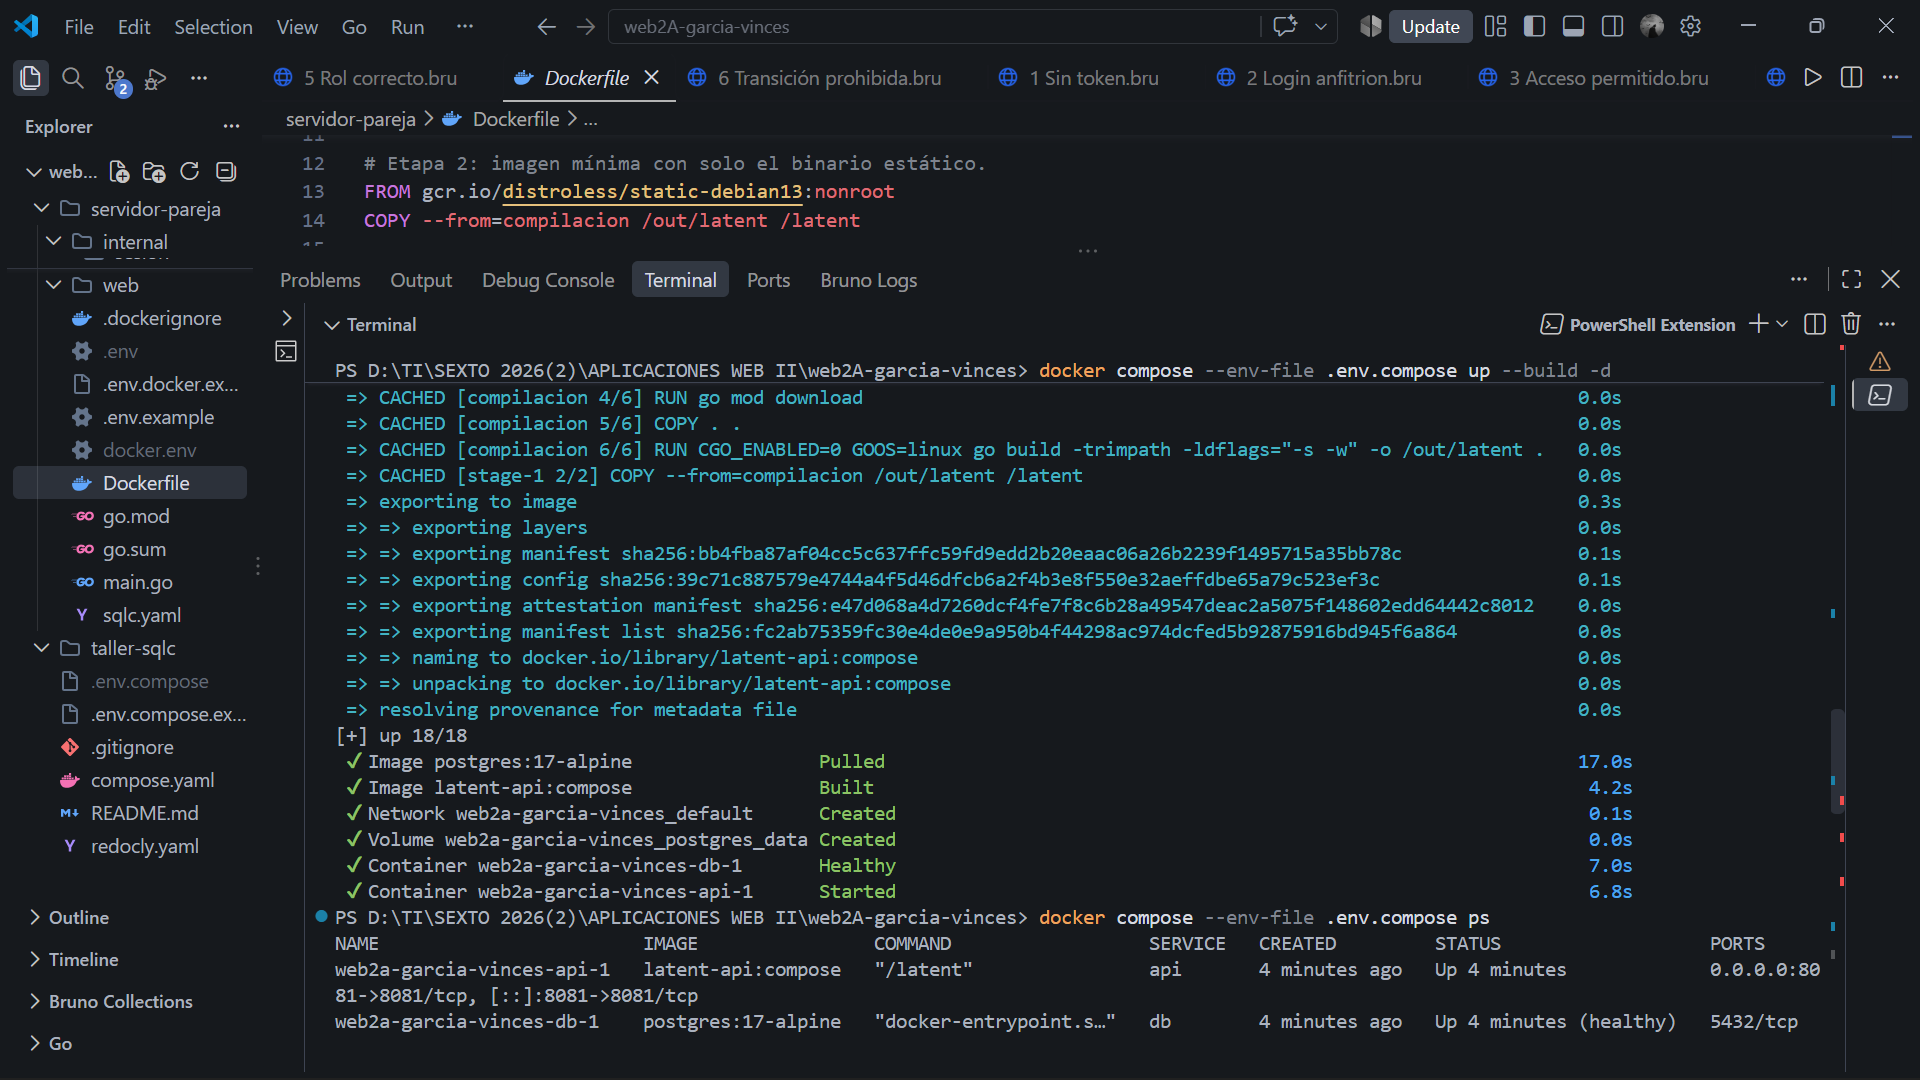 File Edit Selection View Go Run ... web2A-garcia-vinces Update
2 5 Rol correcto.bru Dockerfile 6 Transición prohibida.bru 1 Sin token.bru 2 Login anfitrion.bru 3 Acceso permitido.bru
Explorer
servidor-pareja > Dockerfile > ...
web...
servidor-pareja
internal
web
.dockerignore
.env
.env.docker.ex...
.env.example
docker.env
Dockerfile
go.mod
go.sum
main.go
sqlc.yaml
taller-sqlc
.env.compose
.env.compose.ex...
.gitignore
compose.yaml
README.md
redocly.yaml
Outline
Timeline
Bruno Collections
Go
12 # Etapa 2: imagen mínima con solo el binario estático.
13 FROM gcr.io/distroless/static-debian13:nonroot
14 COPY --from=compilacion /out/latent /latent
Problems Output Debug Console Terminal Ports Bruno Logs
Terminal PowerShell Extension
PS D:\TI\SEXTO 2026(2)\APLICACIONES WEB II\web2A-garcia-vinces> docker compose --env-file .env.compose up --build -d
=> CACHED [compilacion 4/6] RUN go mod download 0.0s
=> CACHED [compilacion 5/6] COPY . . 0.0s
=> CACHED [compilacion 6/6] RUN CGO_ENABLED=0 GOOS=linux go build -trimpath -ldflags="-s -w" -o /out/latent . 0.0s
=> CACHED [stage-1 2/2] COPY --from=compilacion /out/latent /latent 0.0s
=> exporting to image 0.3s
=> => exporting layers 0.0s
=> => exporting manifest sha256:bb4fba87af04cc5c637ffc59fd9edd2b20eaac06a26b2239f1495715a35bb78c 0.1s
=> => exporting config sha256:39c71c887579e4744a4f5d46dfcb6a2f4b3e8f550e32aeffdbe65a79c523ef3c 0.1s
=> => exporting attestation manifest sha256:e47d068a4d7260dcf4fe7f8c6b28a49547deac2a5075f148602edd64442c8012 0.0s
=> => exporting manifest list sha256:fc2ab75359fc30e4de0e9a950b4f44298ac974dcfed5b92875916bd945f6a864 0.0s
=> => naming to docker.io/library/latent-api:compose 0.0s
=> => unpacking to docker.io/library/latent-api:compose 0.0s
=> resolving provenance for metadata file 0.0s
[+] up 18/18
✓ Image postgres:17-alpine Pulled 17.0s
✓ Image latent-api:compose Built 4.2s
✓ Network web2a-garcia-vinces_default Created 0.1s
✓ Volume web2a-garcia-vinces_postgres_data Created 0.0s
✓ Container web2a-garcia-vinces-db-1 Healthy 7.0s
✓ Container web2a-garcia-vinces-api-1 Started 6.8s
PS D:\TI\SEXTO 2026(2)\APLICACIONES WEB II\web2A-garcia-vinces> docker compose --env-file .env.compose ps
NAME IMAGE COMMAND SERVICE CREATED STATUS PORTS
web2a-garcia-vinces-api-1 latent-api:compose "/latent" api 4 minutes ago Up 4 minutes 0.0.0.0:80
81->8081/tcp, [::]:8081->8081/tcp
web2a-garcia-vinces-db-1 postgres:17-alpine "docker-entrypoint.s…" db 4 minutes ago Up 4 minutes (healthy) 5432/tcp